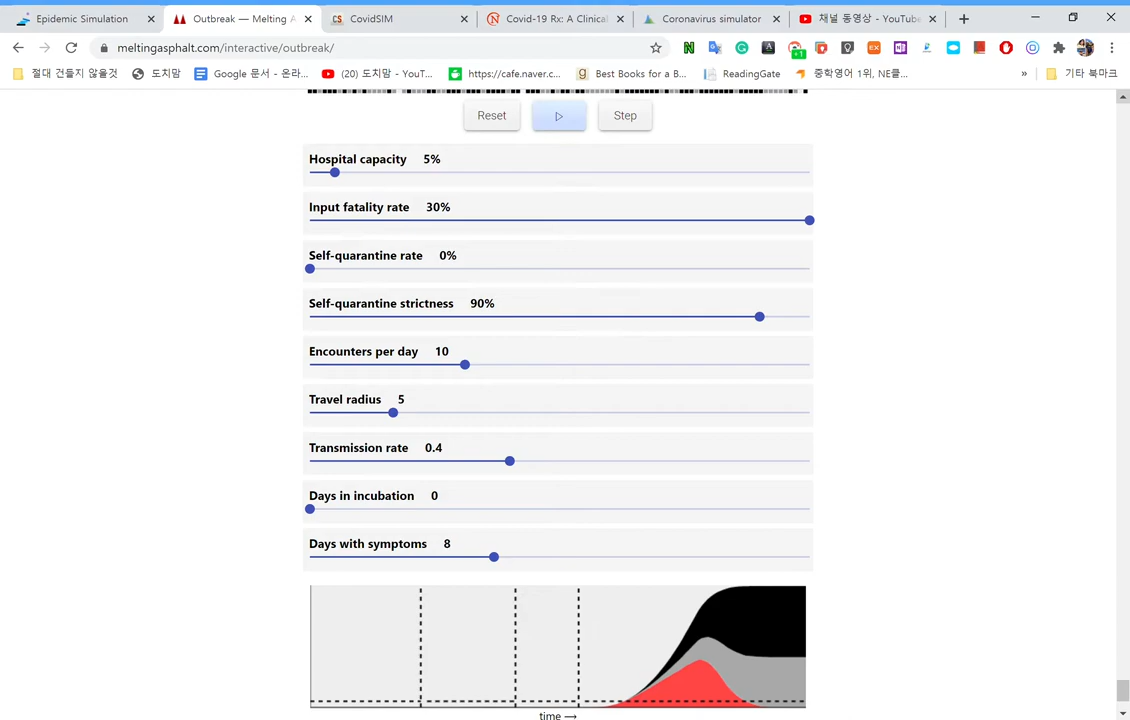 Epidemic Simulation
Outbreak — Melting A
CovidSIM
Covid-19 Rx: A Clinical
Coronavirus simulator
채널 동영상 - YouTube
meltingasphalt.com/interactive/outbreak/
절대 건들지 않을것
도치맘
Google 문서 - 온라...
(20) 도치맘 - YouT...
https://cafe.naver.c...
Best Books for a B...
ReadingGate
중학영어 1위, NE클...
»
기타 북마크
Reset
Step
Hospital capacity 5%
Input fatality rate 30%
Self-quarantine rate 0%
Self-quarantine strictness 90%
Encounters per day 10
Travel radius 5
Transmission rate 0.4
Days in incubation 0
Days with symptoms 8
time →